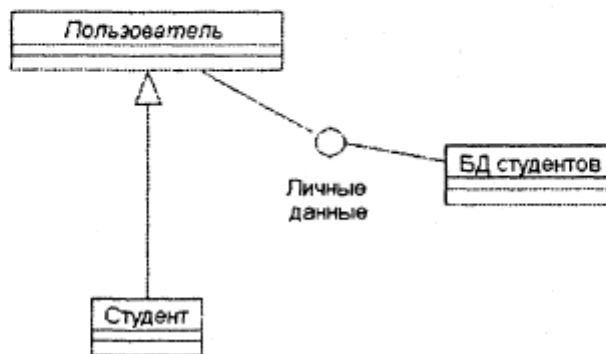 Пользователь
БД студентов
Личные
данные
Студент